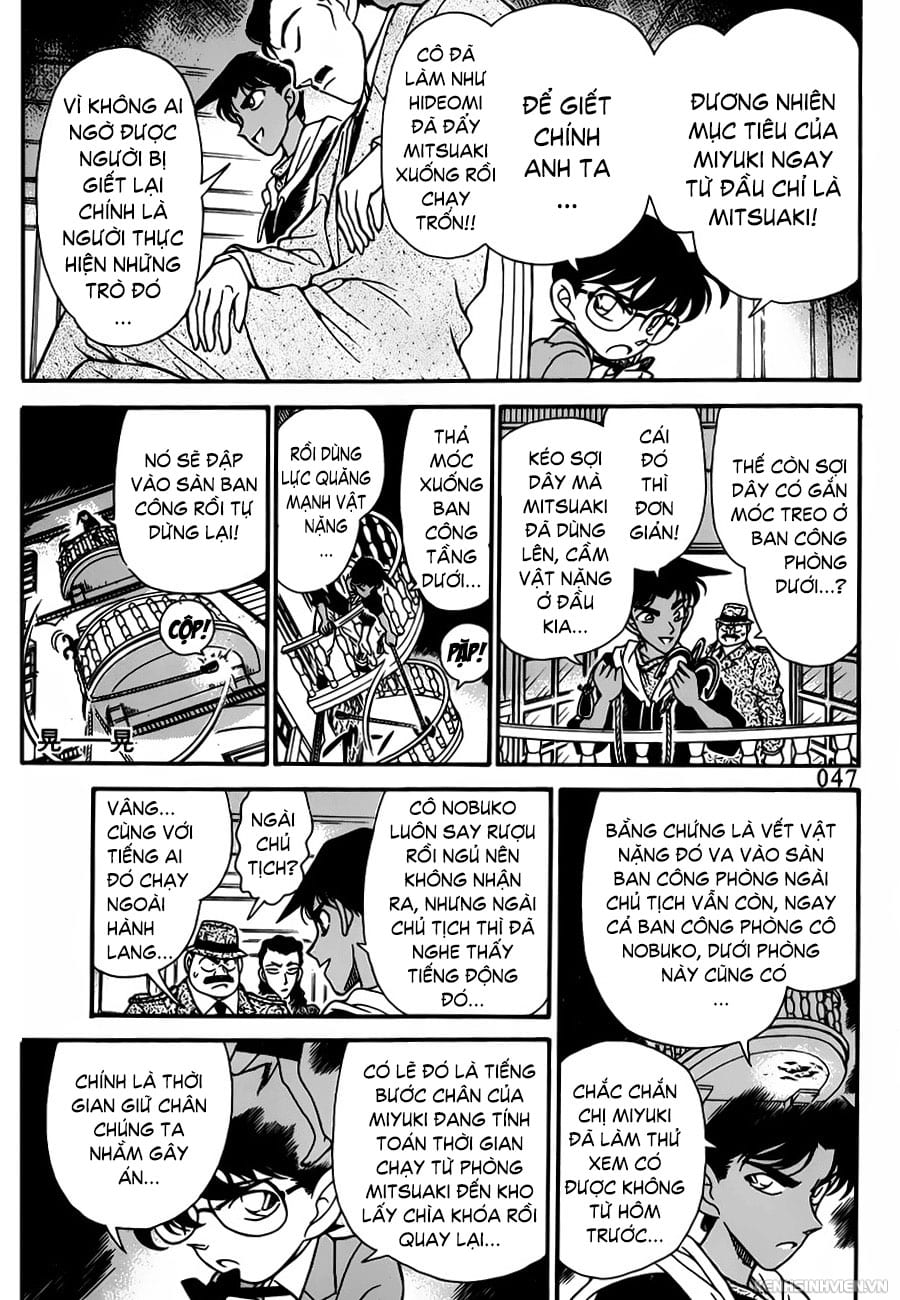 ĐƯƠNG NHIÊN
MỤC TIÊU CỦA
MIYUKI NGAY
TỪ ĐẦU CHỈ LÀ
MITSUAKI!
ĐỂ GIẾT
CHÍNH
ANH TA
...
CÔ ĐÃ
LÀM NHƯ
HIDEOMI
ĐÃ ĐẨY
MITSUAKI
XUỐNG RỒI
CHẠY
TRỐN!!
VÌ KHÔNG AI
NGỜ ĐƯỢC
NGƯỜI BỊ
GIẾT LẠI
CHÍNH LÀ
NGƯỜI THỰC
HIỆN NHỮNG
TRÒ ĐÓ
...
THẾ CÒN SỢI
DÂY CÓ GẮN
MÓC TREO Ở
BAN CÔNG
PHÒNG
DƯỚI...?
CÁI
ĐÓ
THÌ
ĐƠN
GIẢN!
KÉO SỢI
DÂY MÀ
MITSUAKI
ĐÃ DÙNG
LÊN, CẦM
VẬT NẶNG
Ở ĐẦU
KIA...
THẢ
MÓC
XUỐNG
BAN
CÔNG
TẦNG
DƯỚI...
RỒI DÙNG
LỰC QUĂNG
MẠNH VẬT
NẶNG
...
PẶP!
NÓ SẼ ĐẬP
VÀO SÀN BAN
CÔNG RỒI TỰ
DỪNG LẠI!
CỘP!
晃——晃
047
BẰNG CHỨNG LÀ VẾT VẬT
NẶNG ĐÓ VA VÀO SÀN
BAN CÔNG PHÒNG NGÀI
CHỦ TỊCH VẪN CÒN, NGAY
CẢ BAN CÔNG PHÒNG CÔ
NOBUKO, DƯỚI PHÒNG
NÀY CŨNG CÓ
...
CÔ NOBUKO
LUÔN SAY RƯỢU
RỒI NGỦ NÊN
KHÔNG NHẬN
RA, NHƯNG NGÀI
CHỦ TỊCH THÌ ĐÃ
NGHE THẤY
TIẾNG ĐỘNG
ĐÓ...
NGÀI
CHỦ
TỊCH?
VÂNG...
CÙNG VỚI
TIẾNG AI
ĐÓ CHẠY
NGOÀI
HÀNH
LANG...
CHẮC CHẮN
CHỊ MIYUKI
ĐÃ LÀM THỬ
XEM CÓ
ĐƯỢC KHÔNG
TỪ HÔM
TRƯỚC...
CÓ LẼ ĐÓ LÀ TIẾNG
BƯỚC CHÂN CỦA
MIYUKI ĐANG TÍNH
TOÁN THỜI GIAN
CHẠY TỪ PHÒNG
MITSUAKI ĐẾN KHO
LẤY CHÌA KHÓA RỒI
QUAY LẠI...
CHÍNH LÀ THỜI
GIAN GIỮ CHÂN
CHÚNG TA
NHẰM GÂY
ÁN...
KENHSINHVIEN.VN